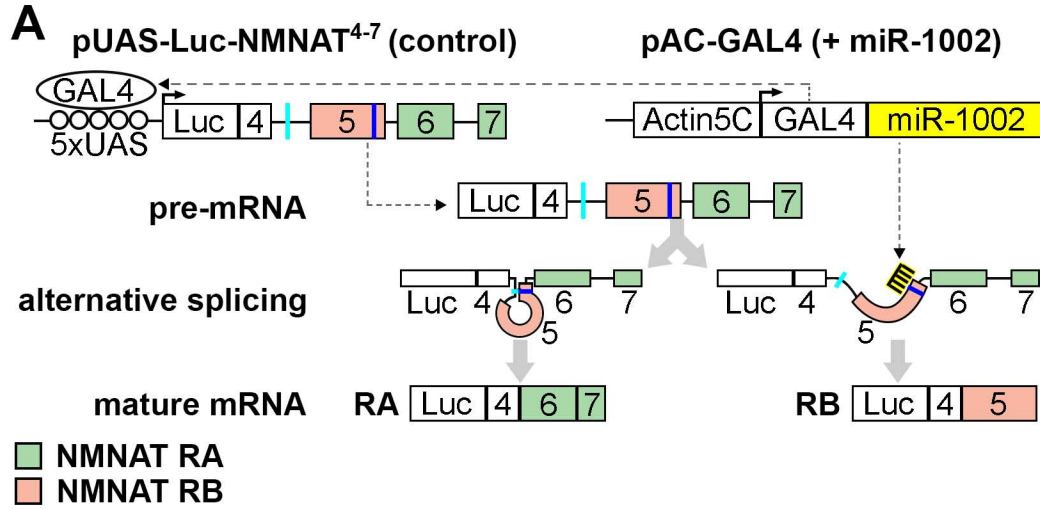 A
pUAS-Luc-NMNAT⁴⁻⁷ (control)
pAC-GAL4 (+ miR-1002)
GAL4
5xUAS
Luc 4 5 6 7
Actin5C GAL4 miR-1002
pre-mRNA
Luc 4 5 6 7
alternative splicing
Luc 4 5 6 7
Luc 4 5 6 7
mature mRNA
RA Luc 4 6 7
RB Luc 4 5
NMNAT RA
NMNAT RB